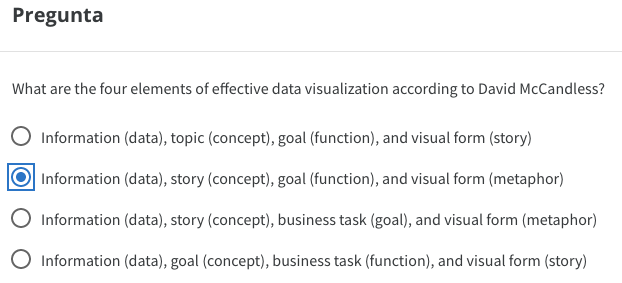 Pregunta
What are the four elements of effective data visualization according to David McCandless?
Information (data), topic (concept), goal (function), and visual form (story)
Information (data), story (concept), goal (function), and visual form (metaphor)
Information (data), story (concept), business task (goal), and visual form (metaphor)
Information (data), goal (concept), business task (function), and visual form (story)